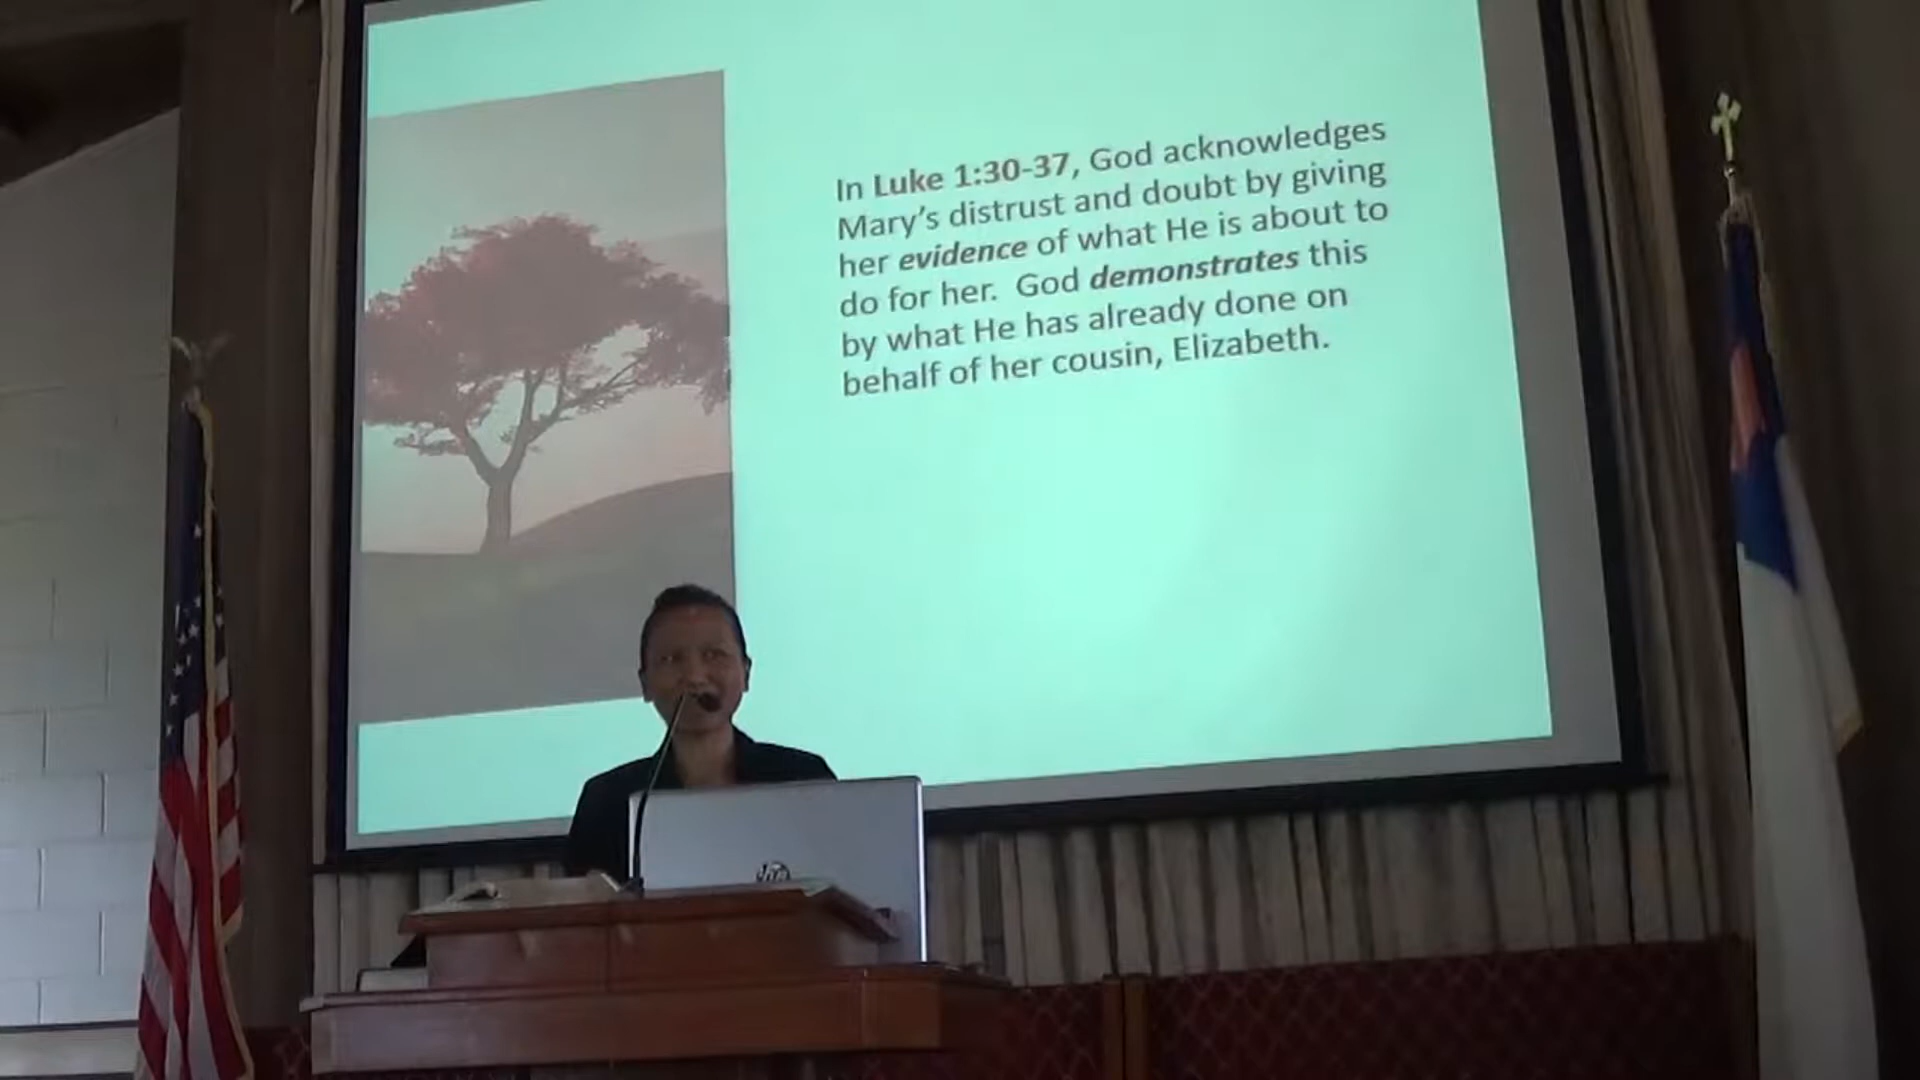 In Luke 1:30-37, God acknowledges
Mary’s distrust and doubt by giving
her evidence of what He is about to
do for her.  God demonstrates this
by what He has already done on
behalf of her cousin, Elizabeth.
hp